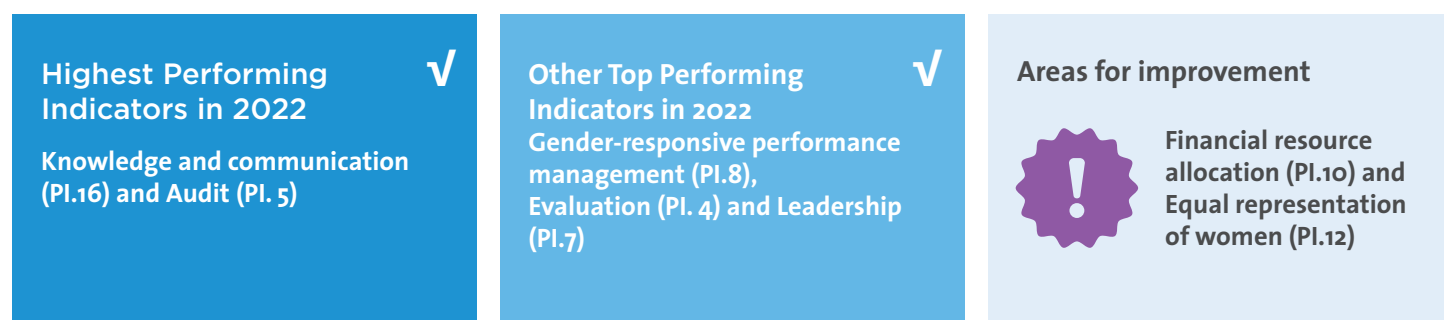 Highest Performing
Indicators in 2022
√
Knowledge and communication
(PI.16) and Audit (PI. 5)
Other Top Performing
Indicators in 2022
√
Gender-responsive performance
management (PI.8),
Evaluation (PI. 4) and Leadership
(PI.7)
Areas for improvement
!
Financial resource
allocation (PI.10) and
Equal representation
of women (PI.12)